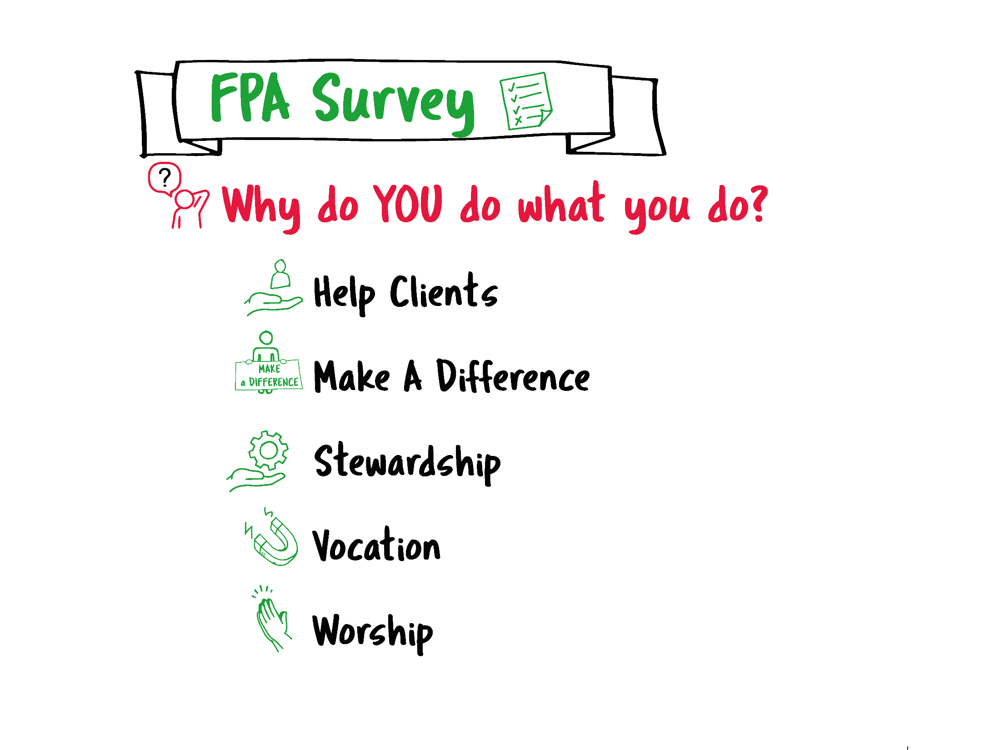 FPA Survey
?
Why do YOU do what you do?
Help Clients
MAKE
a DIFFERENCE
Make A Difference
Stewardship
Vocation
Worship